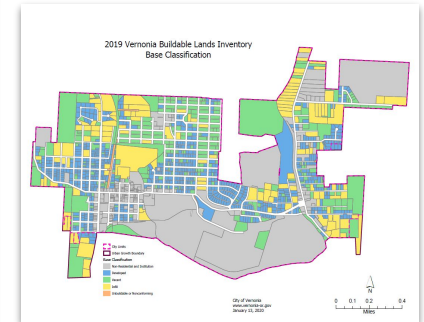 2019 Vernonia Buildable Lands Inventory
Base Classification
City Limits
Urban Growth Boundary
Base Classification
Non-Residential and Institution
Developed
Vacant
Infill
Unbuildable or Nonconforming
City of Vernonia
www.vernonia-or.gov
January 13, 2020
N
0 0.1 0.2 0.4
Miles